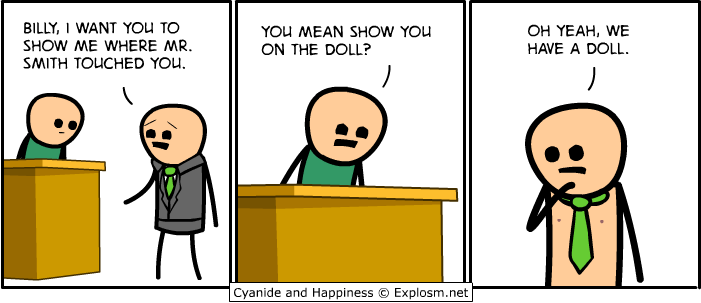 BILLY, I WANT YOU TO
SHOW ME WHERE MR.
SMITH TOUCHED YOU.
YOU MEAN SHOW YOU
ON THE DOLL?
OH YEAH, WE
HAVE A DOLL.
Cyanide and Happiness © Explosm.net